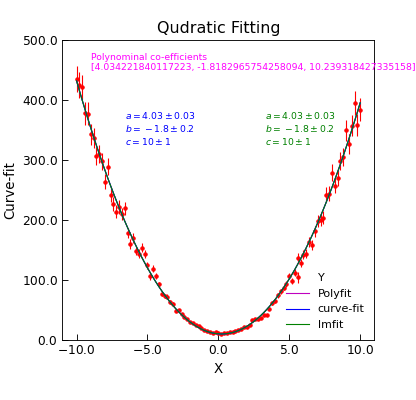 Qudratic Fitting
Polynominal co-efficients
[4.034221840117223, -1.8182965754258094, 10.239318427335158]
a = 4.03 ± 0.03
b = −1.8 ± 0.2
c = 10 ± 1
a = 4.03 ± 0.03
b = −1.8 ± 0.2
c = 10 ± 1
500.0
400.0
300.0
200.0
100.0
0.0
Curve-fit
Y
Polyfit
curve-fit
lmfit
−10.0 −5.0 0.0 5.0 10.0
X